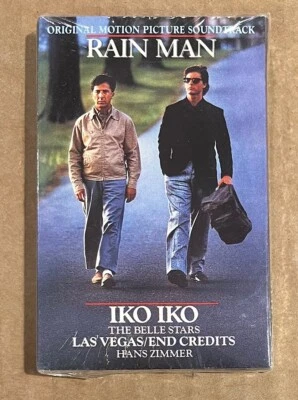 ORIGINAL MOTION PICTURE SOUNDTRACK
RAIN MAN
IKO IKO
THE BELLE STARS
LAS VEGAS/END CREDITS
HANS ZIMMER